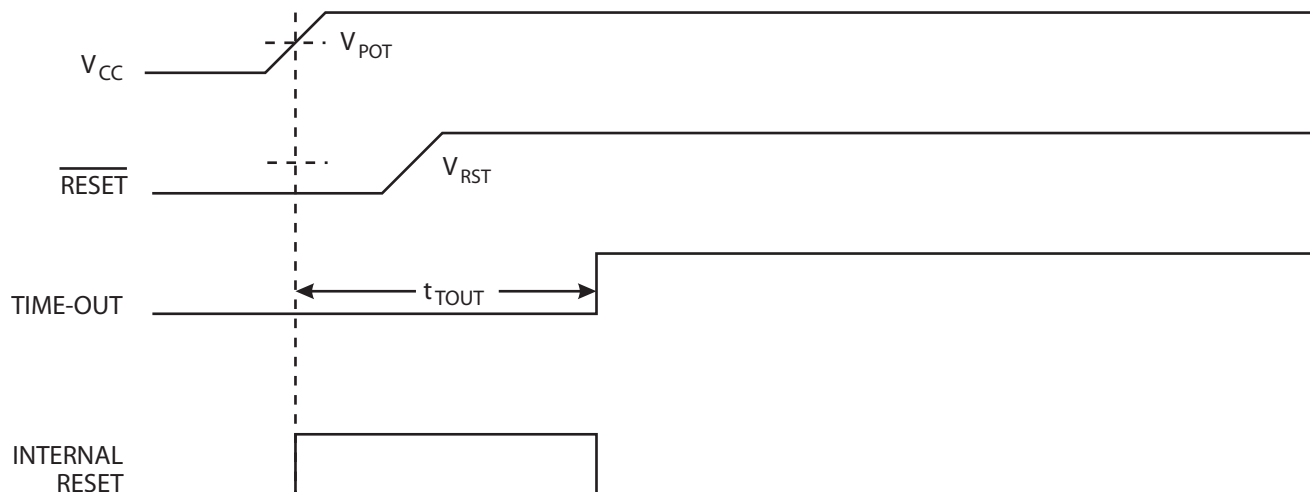 V_POT
V_CC
V_RST
RESET
t_TOUT
TIME-OUT
INTERNAL
RESET